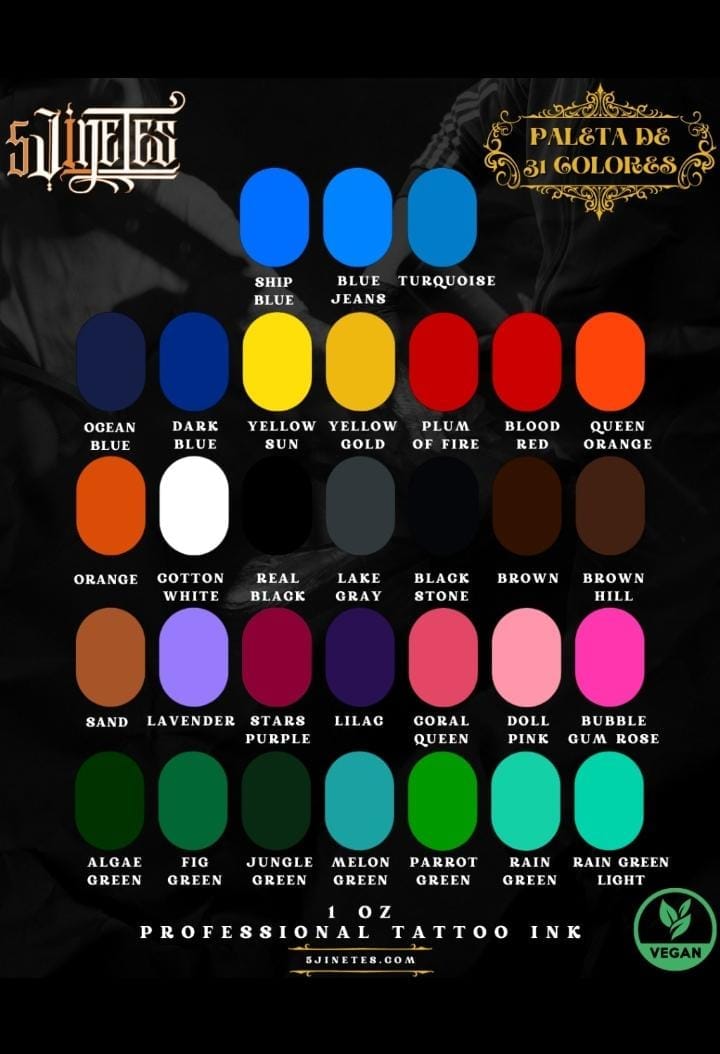 5JINETES
PALETA DE
31 COLORES
SHIP
BLUE
BLUE
JEANS
TURQUOISE
OCEAN
BLUE
DARK
BLUE
YELLOW
SUN
YELLOW
GOLD
PLUM
OF FIRE
BLOOD
RED
QUEEN
ORANGE
ORANGE
COTTON
WHITE
REAL
BLACK
LAKE
GRAY
BLACK
STONE
BROWN
BROWN
HILL
SAND
LAVENDER
STARS
PURPLE
LILAC
CORAL
QUEEN
DOLL
PINK
BUBBLE
GUM ROSE
ALGAE
GREEN
FIG
GREEN
JUNGLE
GREEN
MELON
GREEN
PARROT
GREEN
RAIN
GREEN
RAIN GREEN
LIGHT
1 OZ
PROFESSIONAL TATTOO INK
5JINETES.COM
VEGAN